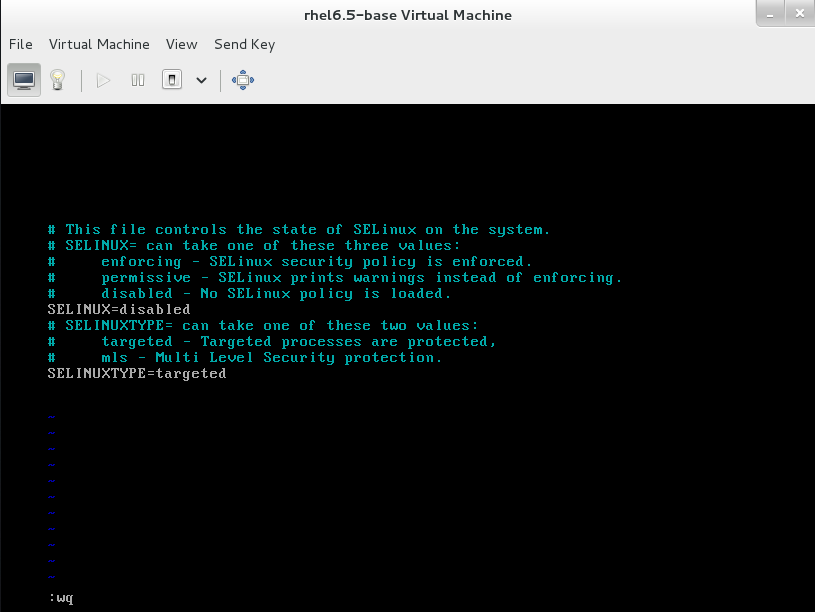 rhel6.5-base Virtual Machine
File Virtual Machine View Send Key
# This file controls the state of SELinux on the system.
# SELINUX= can take one of these three values:
#     enforcing - SELinux security policy is enforced.
#     permissive - SELinux prints warnings instead of enforcing.
#     disabled - No SELinux policy is loaded.
SELINUX=disabled
# SELINUXTYPE= can take one of these two values:
#     targeted - Targeted processes are protected,
#     mls - Multi Level Security protection.
SELINUXTYPE=targeted
~
~
~
~
~
~
~
~
~
~
~
:wq